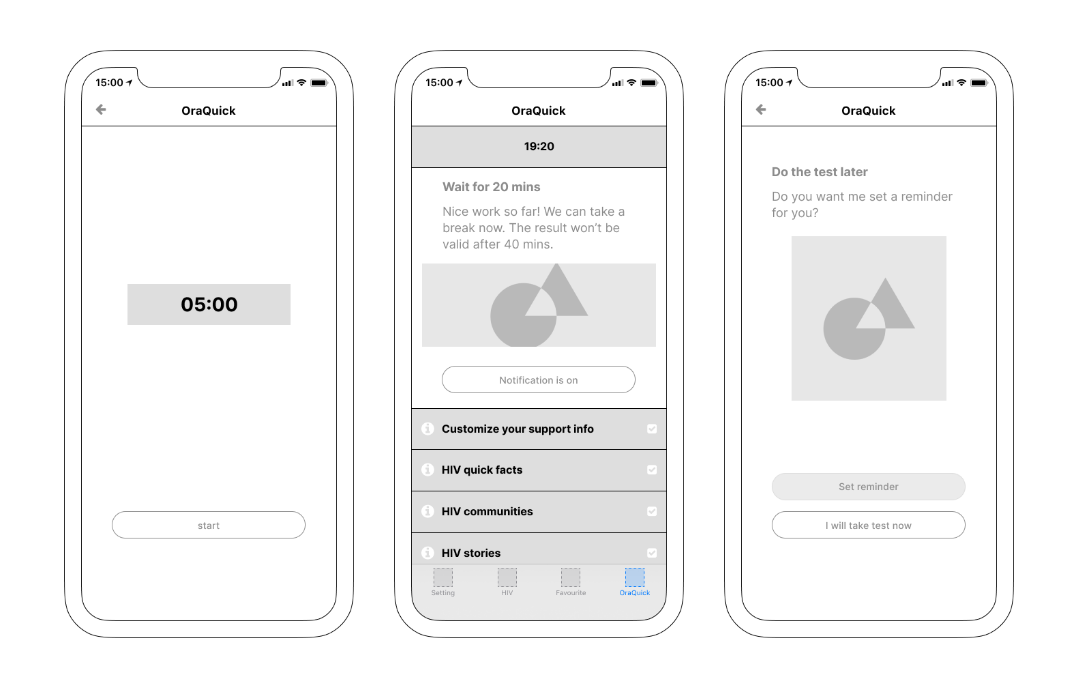 15:00
OraQuick
05:00
start
15:00
OraQuick
19:20
Wait for 20 mins
Nice work so far! We can take a
break now. The result won't be
valid after 40 mins.
Notification is on
Customize your support info
HIV quick facts
HIV communities
HIV stories
Setting
HIV
Favourite
OraQuick
15:00
OraQuick
Do the test later
Do you want me set a reminder
for you?
Set reminder
I will take test now